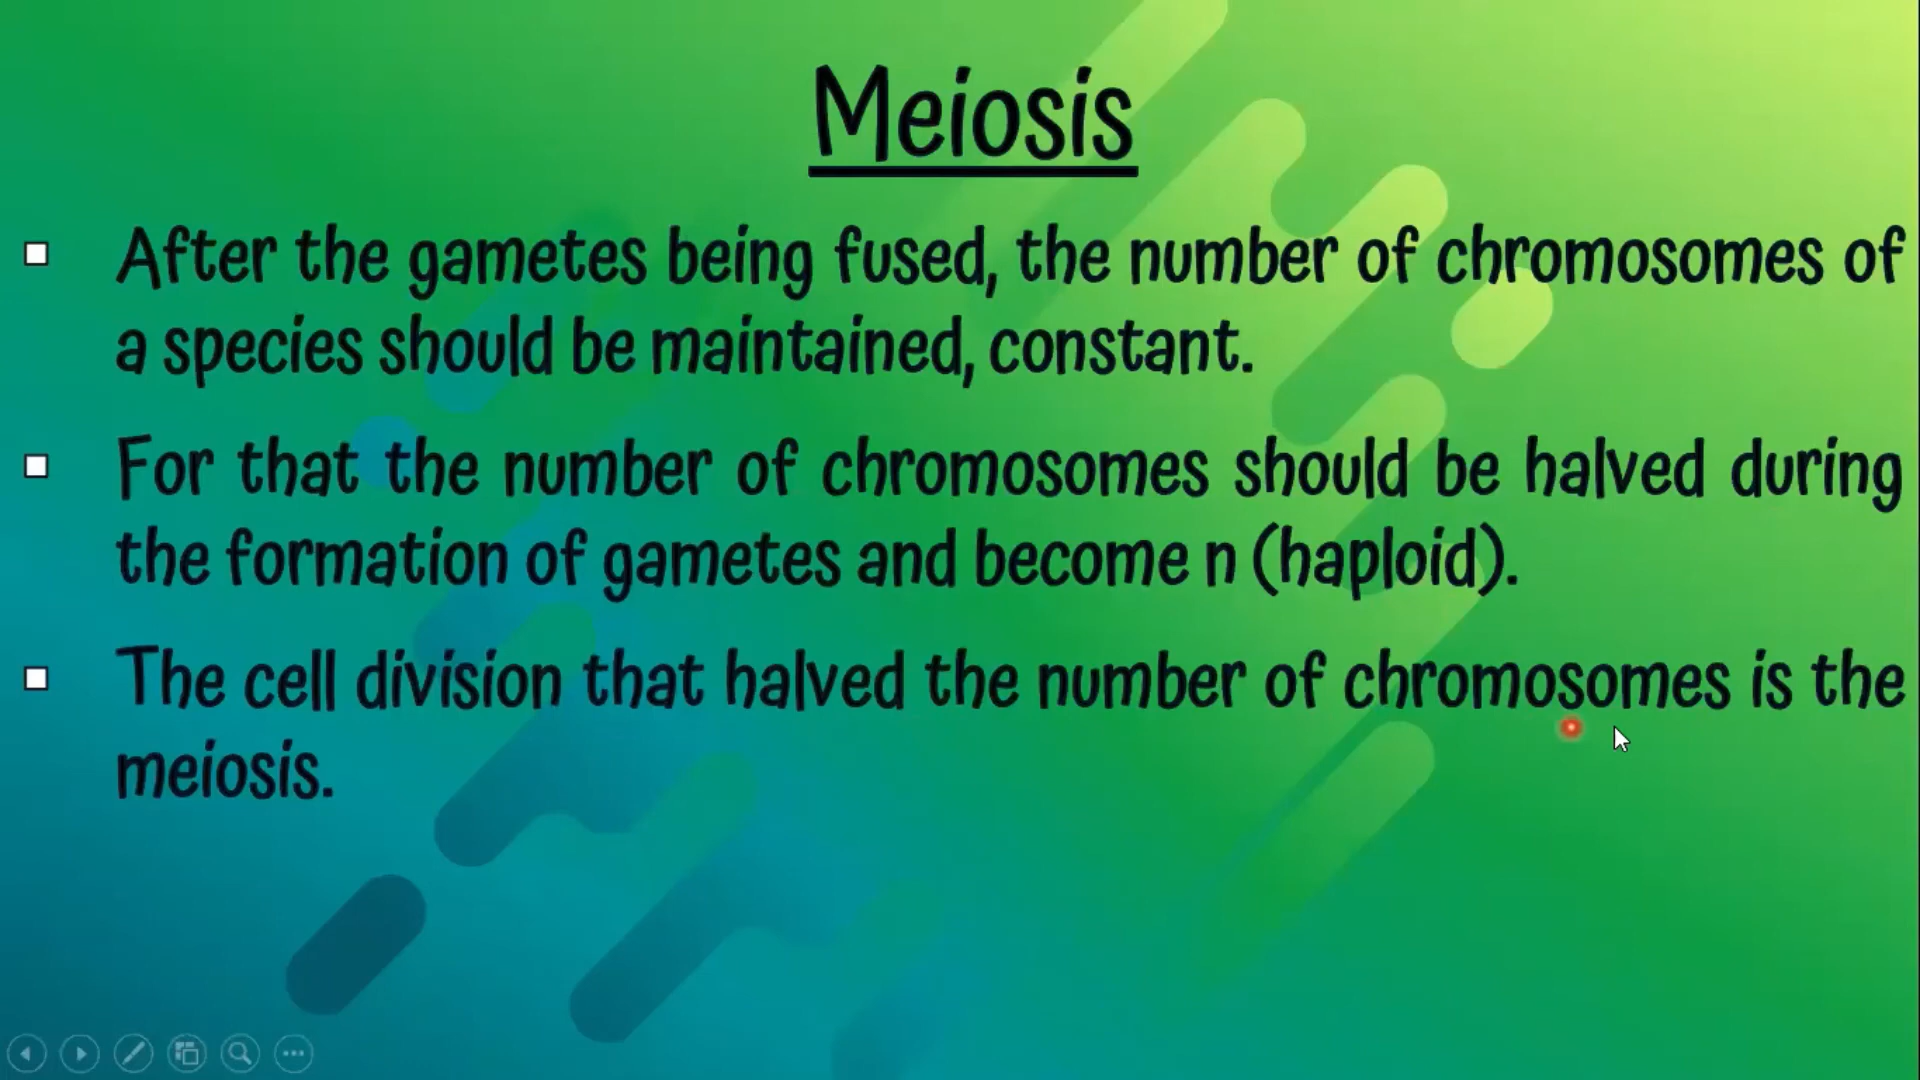 Meiosis
After the gametes being fused, the number of chromosomes of
a species should be maintained, constant.
For that the number of chromosomes should be halved during
the formation of gametes and become n (haploid).
The cell division that halved the number of chromosomes is the
meiosis.